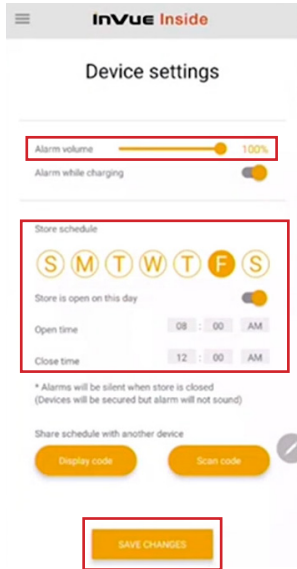 InVue Inside
Device settings
Alarm volume 100%
Alarm while charging
Store schedule
S M T W T F S
Store is open on this day
Open time 08 : 00 AM
Close time 12 : 00 AM
* Alarms will be silent when store is closed
(Devices will be secured but alarm will not sound)
Share schedule with another device
Display code Scan code
SAVE CHANGES